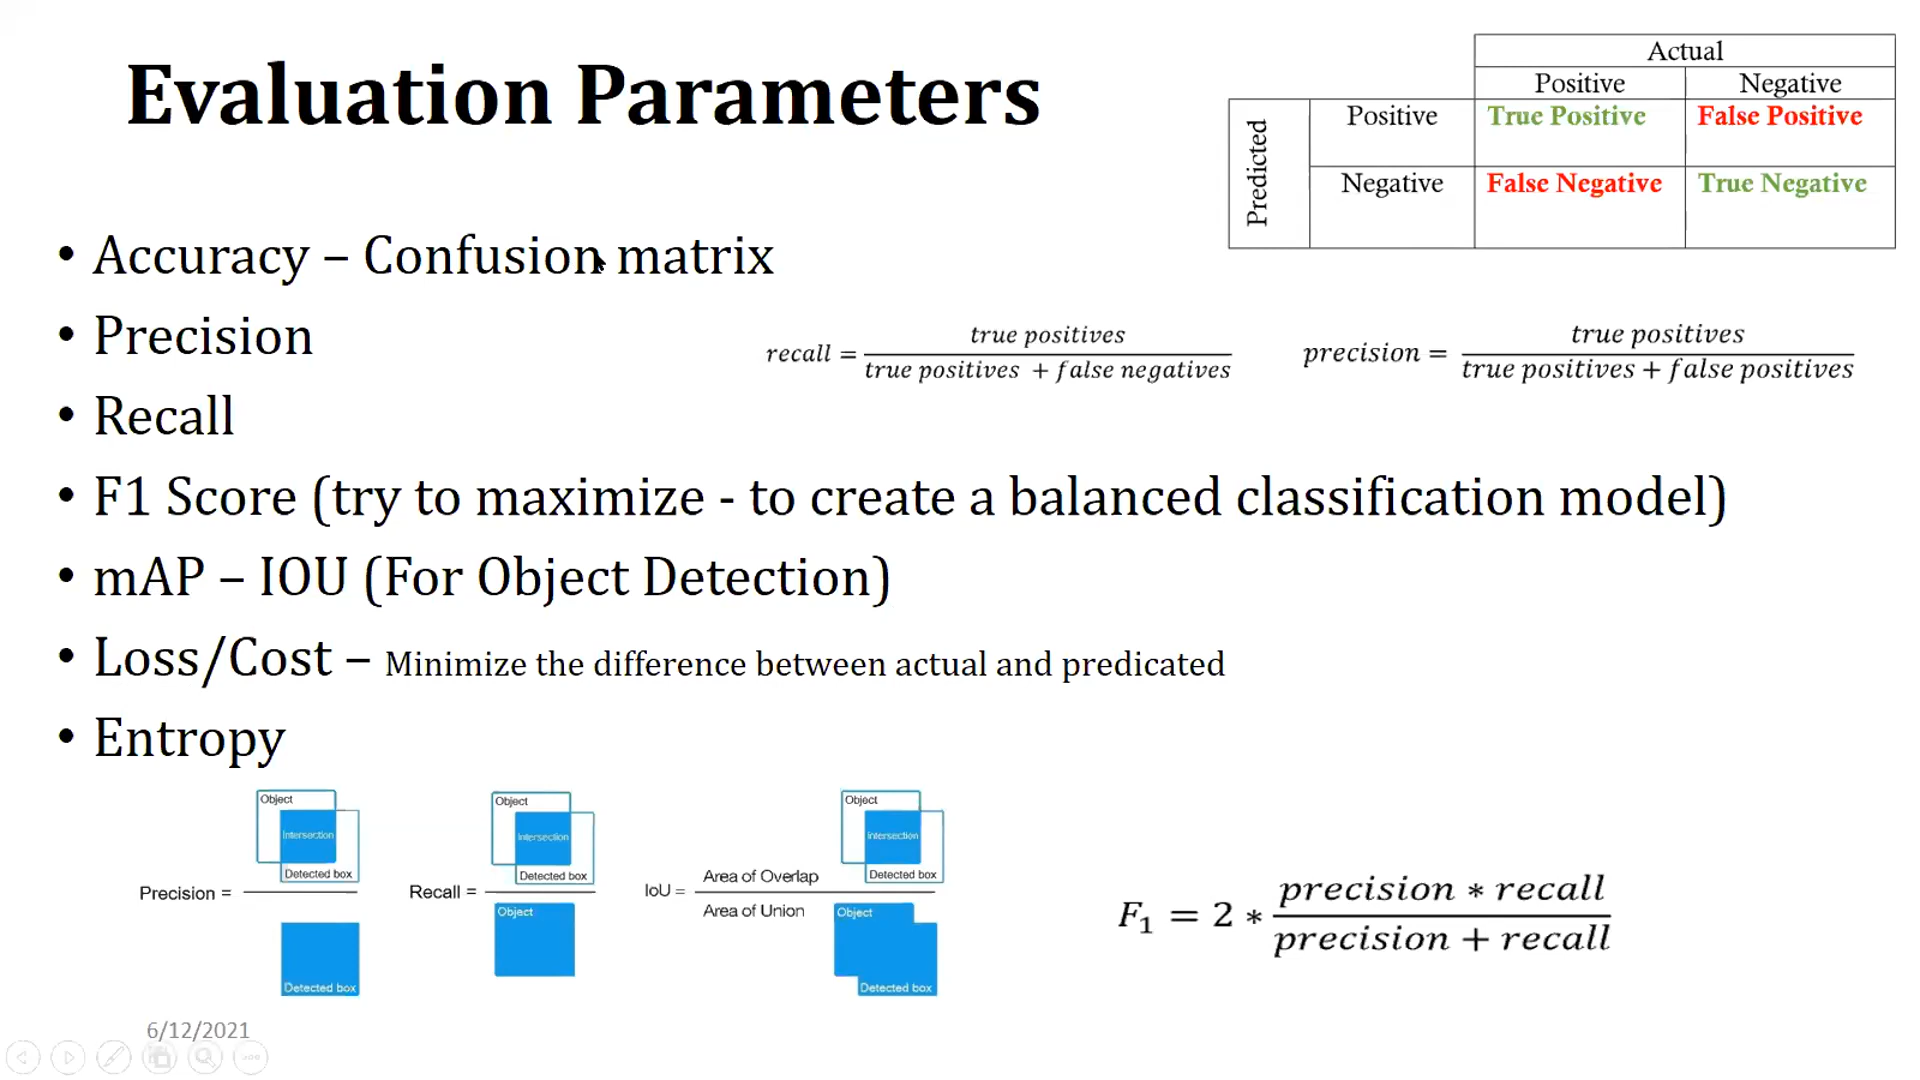 Evaluation Parameters
Actual
Positive Negative
Predicted
Positive True Positive False Positive
Negative False Negative True Negative
• Accuracy – Confusion matrix
• Precision
recall = true positives / true positives + false negatives
precision = true positives / true positives + false positives
• Recall
• F1 Score (try to maximize - to create a balanced classification model)
• mAP – IOU (For Object Detection)
• Loss/Cost – Minimize the difference between actual and predicated
• Entropy
Object
Intersection
Detected box
Precision =
Detected box
Object
Intersection
Detected box
Recall =
Object
Object
Intersection
Detected box
IoU = Area of Overlap
Area of Union
Object
Detected box
F₁ = 2 * precision * recall / precision + recall
6/12/2021